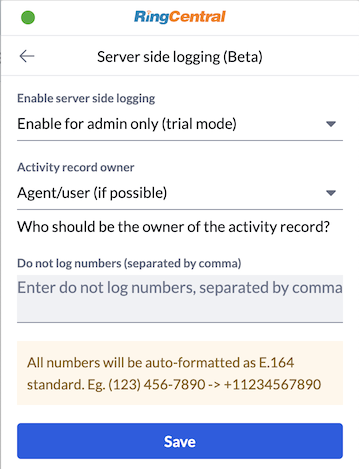 RingCentral
Server side logging (Beta)
Enable server side logging
Enable for admin only (trial mode)
Activity record owner
Agent/user (if possible)
Who should be the owner of the activity record?
Do not log numbers (separated by comma)
Enter do not log numbers, separated by comma
All numbers will be auto-formatted as E.164
standard. Eg. (123) 456-7890 -> +11234567890
Save